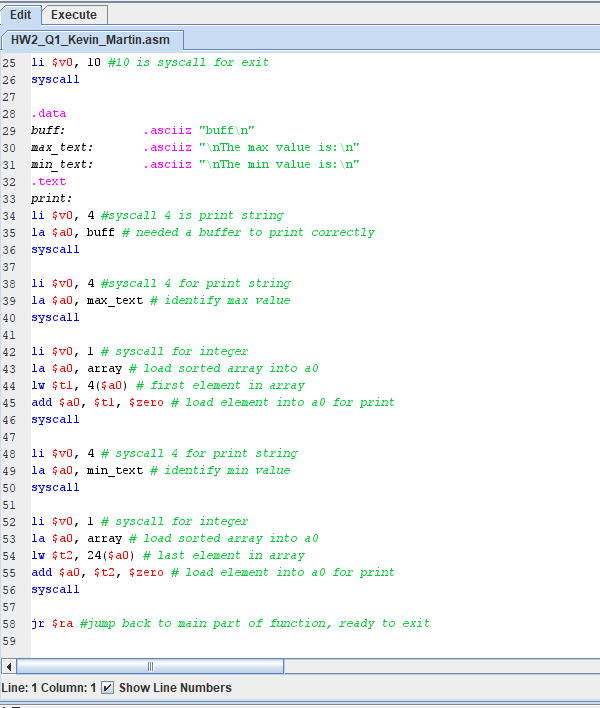 Edit Execute
HW2_Q1_Kevin_Martin.asm
25 li $v0, 10 #10 is syscall for exit
26 syscall
27
28 .data
29 buff: .asciiz "buff\n"
30 max_text: .asciiz "\nThe max value is:\n"
31 min_text: .asciiz "\nThe min value is:\n"
32 .text
33 print:
34 li $v0, 4 #syscall 4 is print string
35 la $a0, buff # needed a buffer to print correctly
36 syscall
37
38 li $v0, 4 #syscall 4 for print string
39 la $a0, max_text # identify max value
40 syscall
41
42 li $v0, 1 # syscall for integer
43 la $a0, array # load sorted array into a0
44 lw $t1, 4($a0) # first element in array
45 add $a0, $t1, $zero # load element into a0 for print
46 syscall
47
48 li $v0, 4 # syscall 4 for print string
49 la $a0, min_text # identify min value
50 syscall
51
52 li $v0, 1 # syscall for integer
53 la $a0, array # load sorted array into a0
54 lw $t2, 24($a0) # last element in array
55 add $a0, $t2, $zero # load element into a0 for print
56 syscall
57
58 jr $ra #jump back to main part of function, ready to exit
59
Line: 1 Column: 1 Show Line Numbers